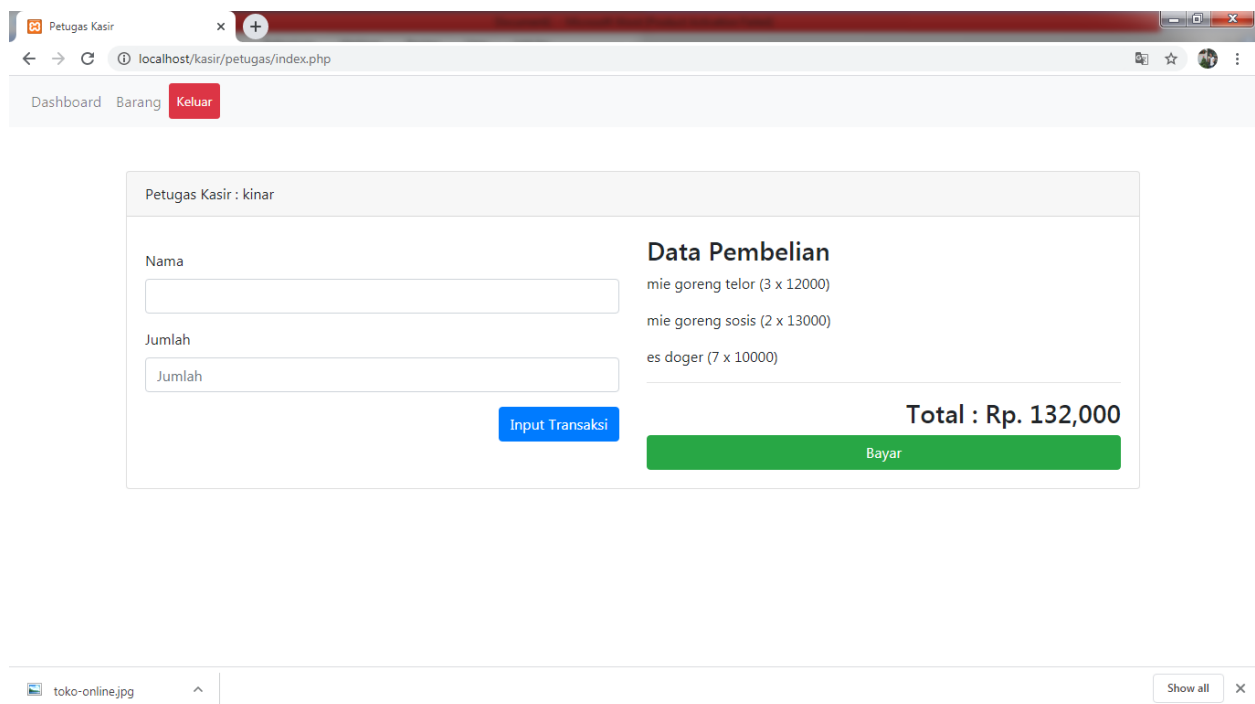 Petugas Kasir
localhost/kasir/petugas/index.php
Dashboard Barang Keluar
Petugas Kasir : kinar
Nama
Jumlah
Jumlah
Input Transaksi
Data Pembelian
mie goreng telor (3 x 12000)
mie goreng sosis (2 x 13000)
es doger (7 x 10000)
Total : Rp. 132,000
Bayar
toko-online.jpg
Show all